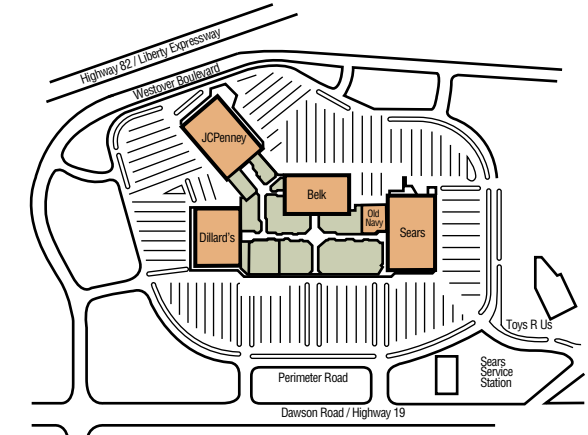 Highway 82 / Liberty Expressway
Westover Boulevard
JCPenney
Belk
Old
Navy
Dillard's
Sears
Toys R Us
Sears
Service
Station
Perimeter Road
Dawson Road / Highway 19